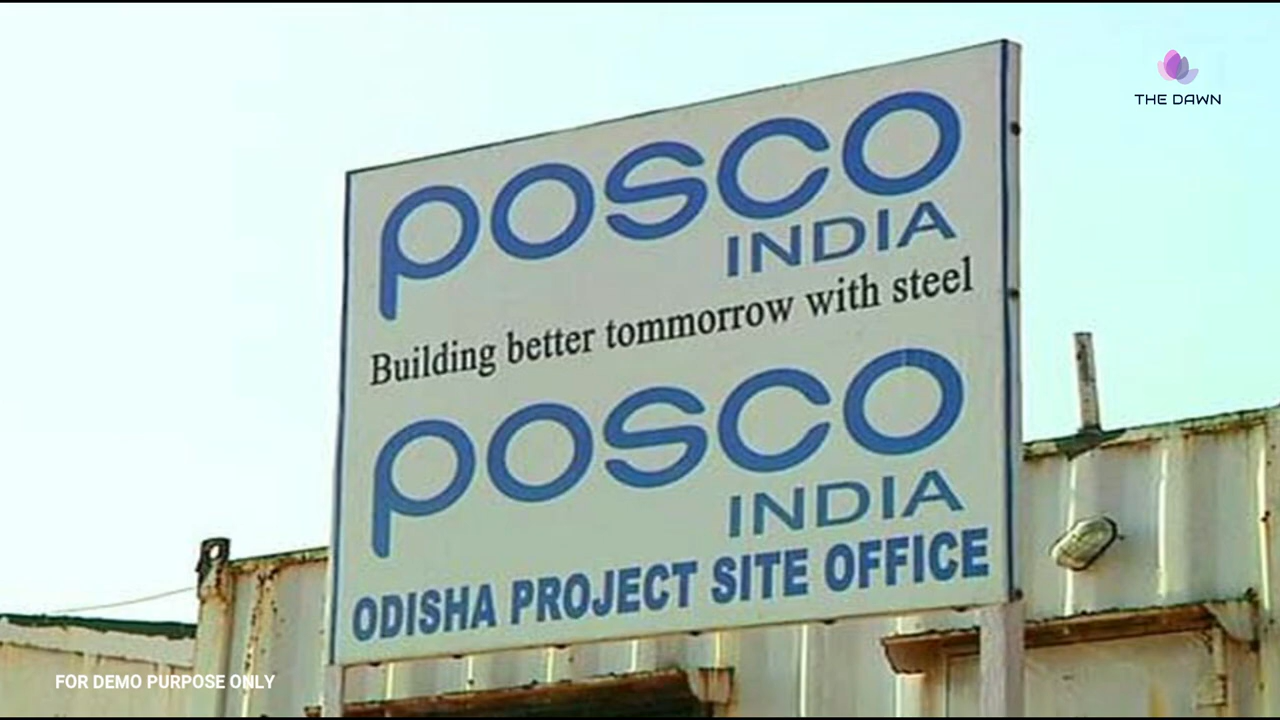 THE DAWN
posco
INDIA
Building better tommorrow with steel
posco
INDIA
ODISHA PROJECT SITE OFFICE
FOR DEMO PURPOSE ONLY